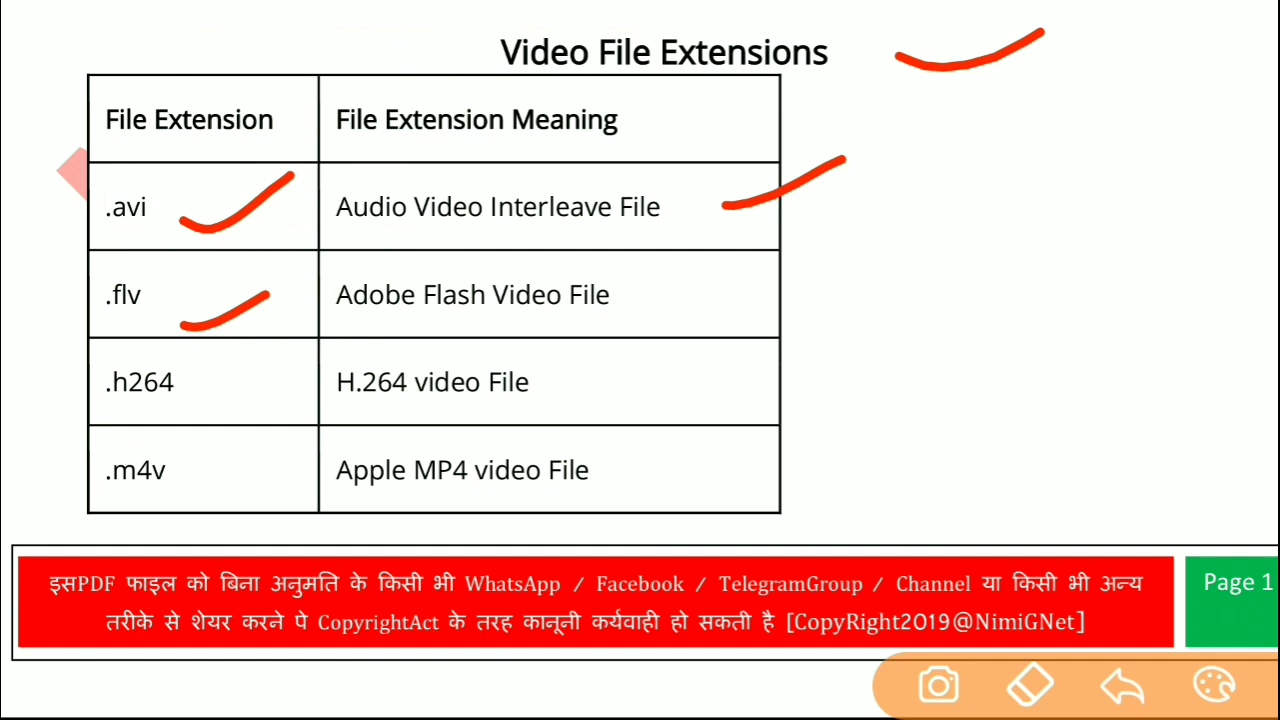 Video File Extensions
File Extension File Extension Meaning
.avi Audio Video Interleave File
.flv Adobe Flash Video File
.h264 H.264 video File
.m4v Apple MP4 video File
इसPDF फाइल को बिना अनुमति के किसी भी WhatsApp / Facebook / TelegramGroup / Channel या किसी भी अन्य
तरीके से शेयर करने पे CopyrightAct के तरह कानूनी कर्यवाही हो सकती है [CopyRight2019@NimiGNet]
Page 1